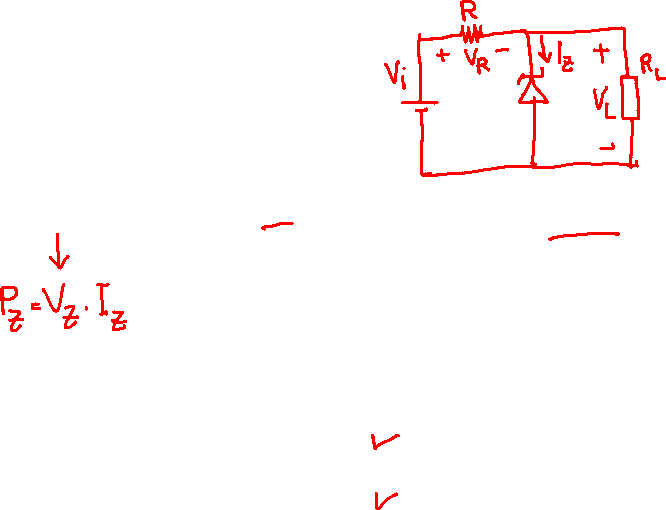 R
+ V_R -
V_i
I_Z
+
R_L
V_L
-
P_Z = V_Z . I_Z